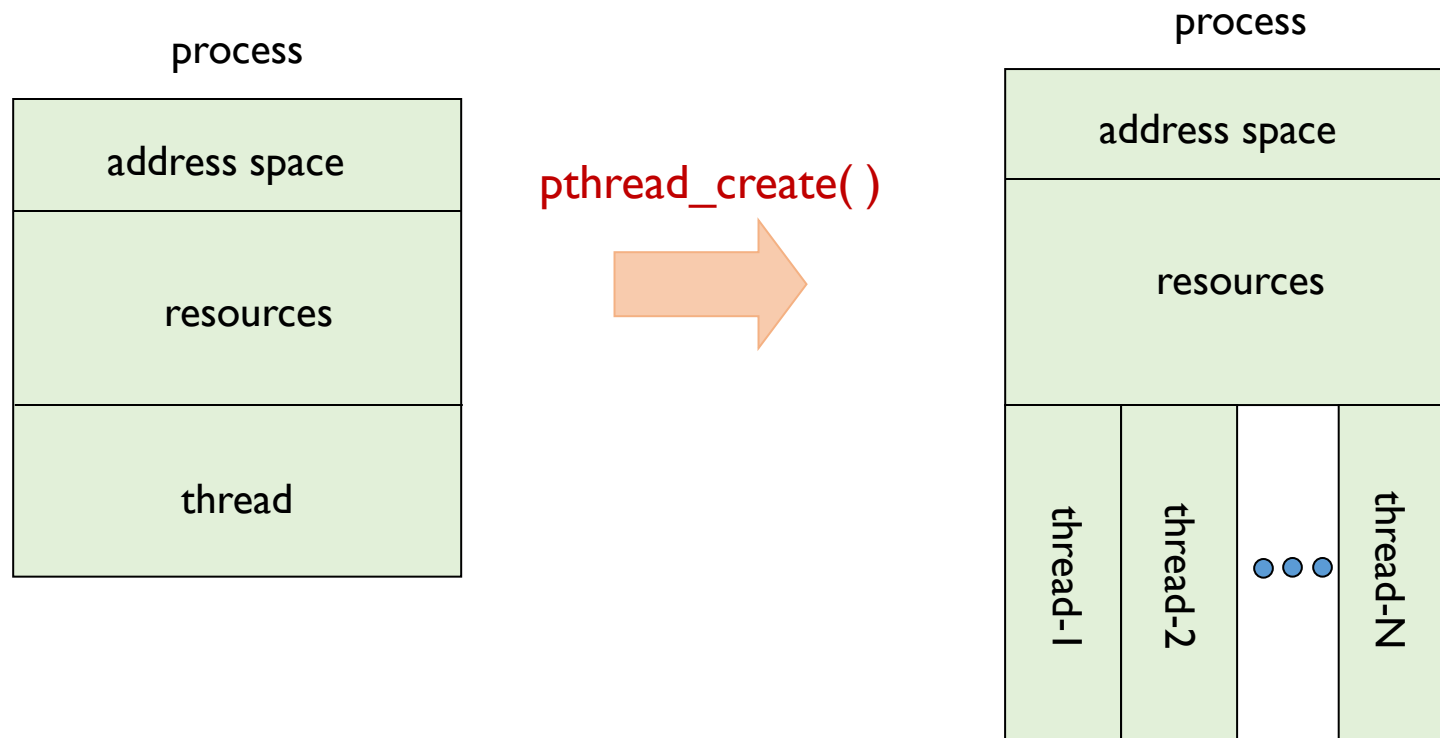 process
address space
resources
thread
pthread_create( )
process
address space
resources
thread-1
thread-2
thread-N